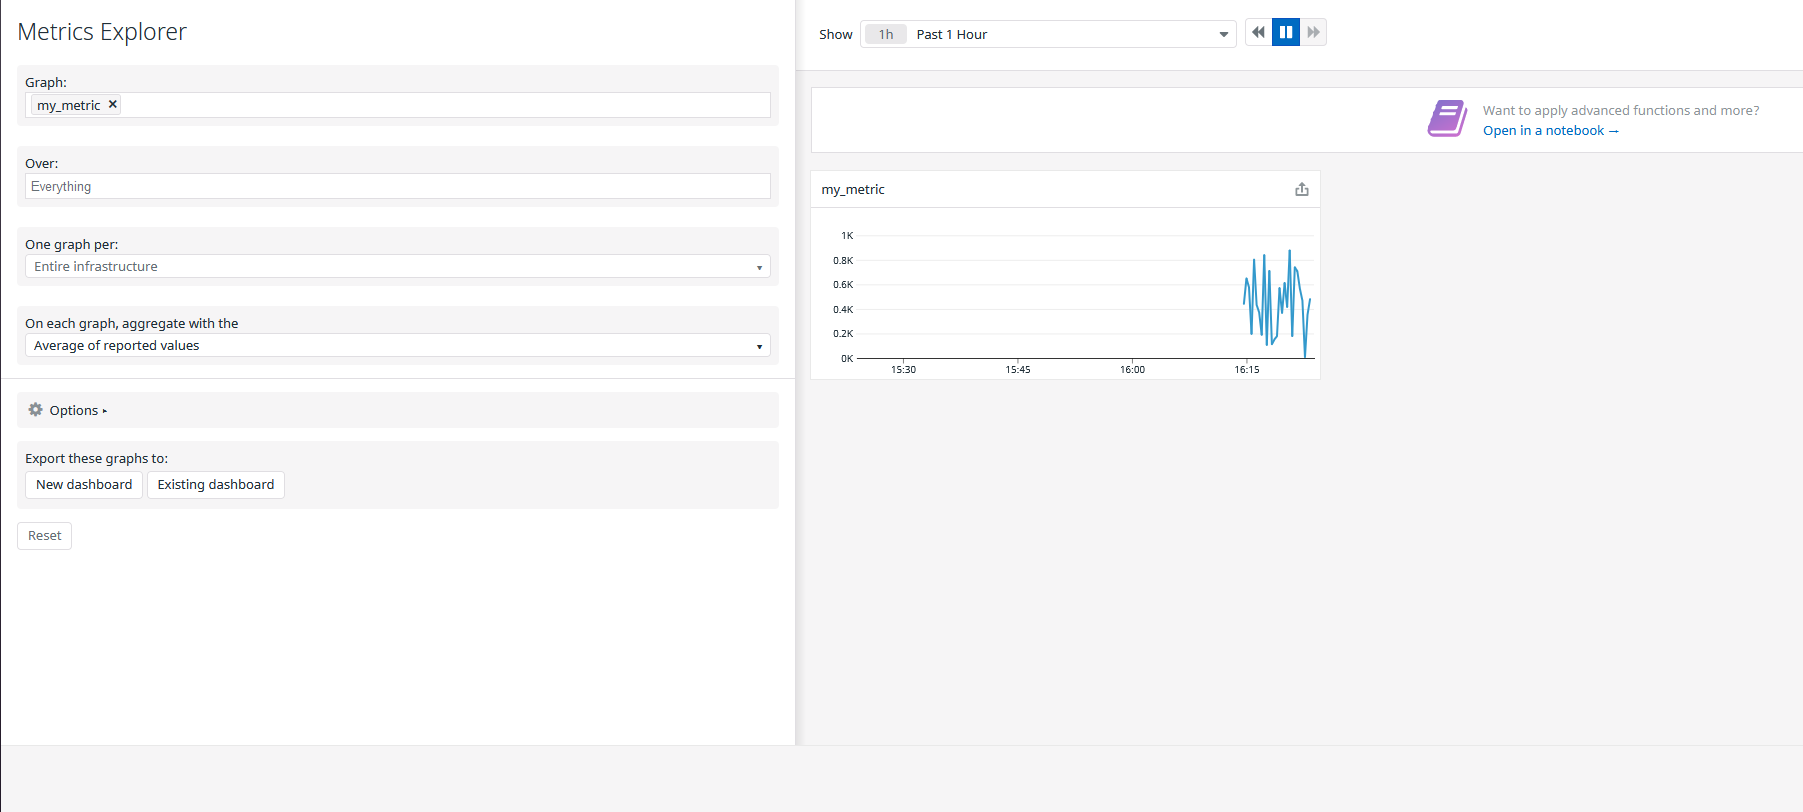 Metrics Explorer
Graph:
my_metric ×
Over:
Everything
One graph per:
Entire infrastructure
On each graph, aggregate with the
Average of reported values
Options
Export these graphs to:
New dashboard Existing dashboard
Reset
Show 1h Past 1 Hour
Want to apply advanced functions and more?
Open in a notebook →
my_metric
1K
0.8K
0.6K
0.4K
0.2K
0K
15:30 15:45 16:00 16:15